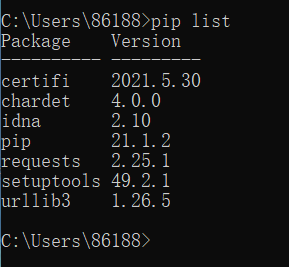 C:\Users\86188>pip list
Package    Version
---------- ---------
certifi    2021.5.30
chardet    4.0.0
idna       2.10
pip        21.1.2
requests   2.25.1
setuptools 49.2.1
urllib3    1.26.5
C:\Users\86188>